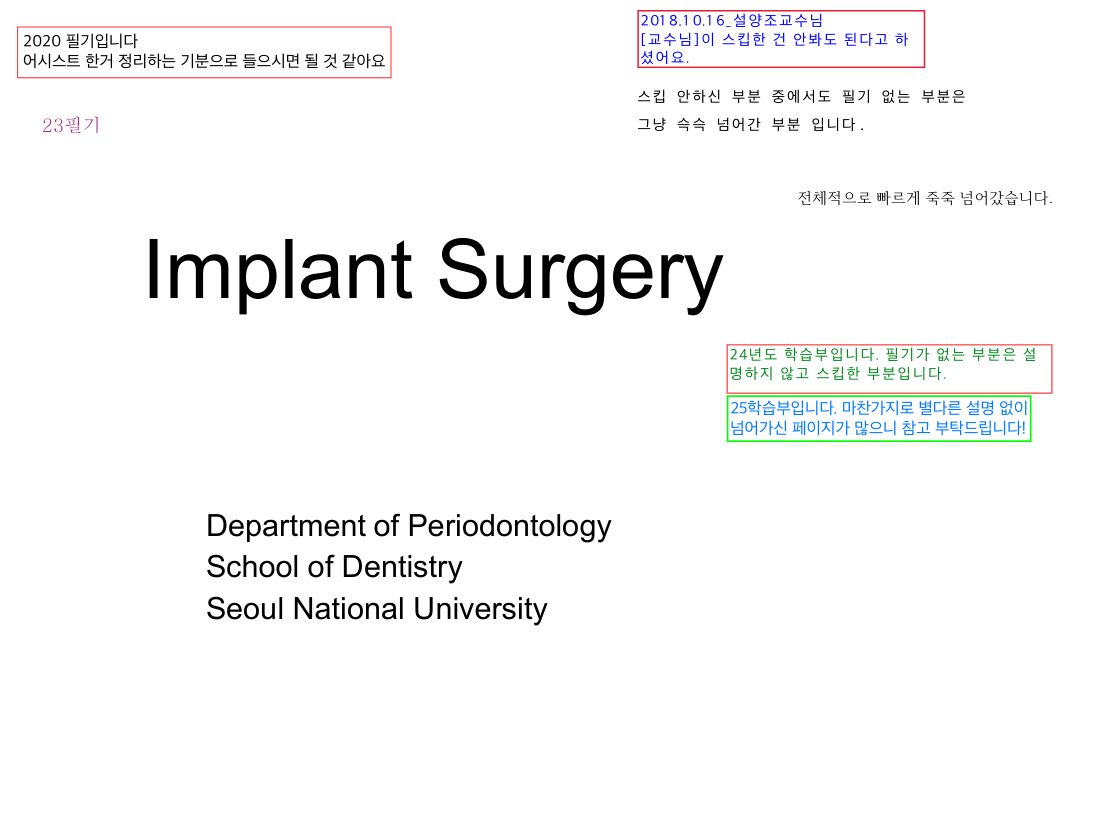 2020 필기입니다
어시스트 한거 정리하는 기분으로 들으시면 될 것 같아요
2018.10.16_설양조교수님
[교수님]이 스킵한 건 안봐도 된다고 하
셨어요.
스킵 안하신 부분 중에서도 필기 없는 부분은
그냥 슥슥 넘어간 부분 입니다.
23필기
전체적으로 빠르게 죽죽 넘어갔습니다.
Implant Surgery
24년도 학습부입니다. 필기가 없는 부분은 설
명하지 않고 스킵한 부분입니다.
25학습부입니다. 마찬가지로 별다른 설명 없이
넘어가신 페이지가 많으니 참고 부탁드립니다!
Department of Periodontology
School of Dentistry
Seoul National University